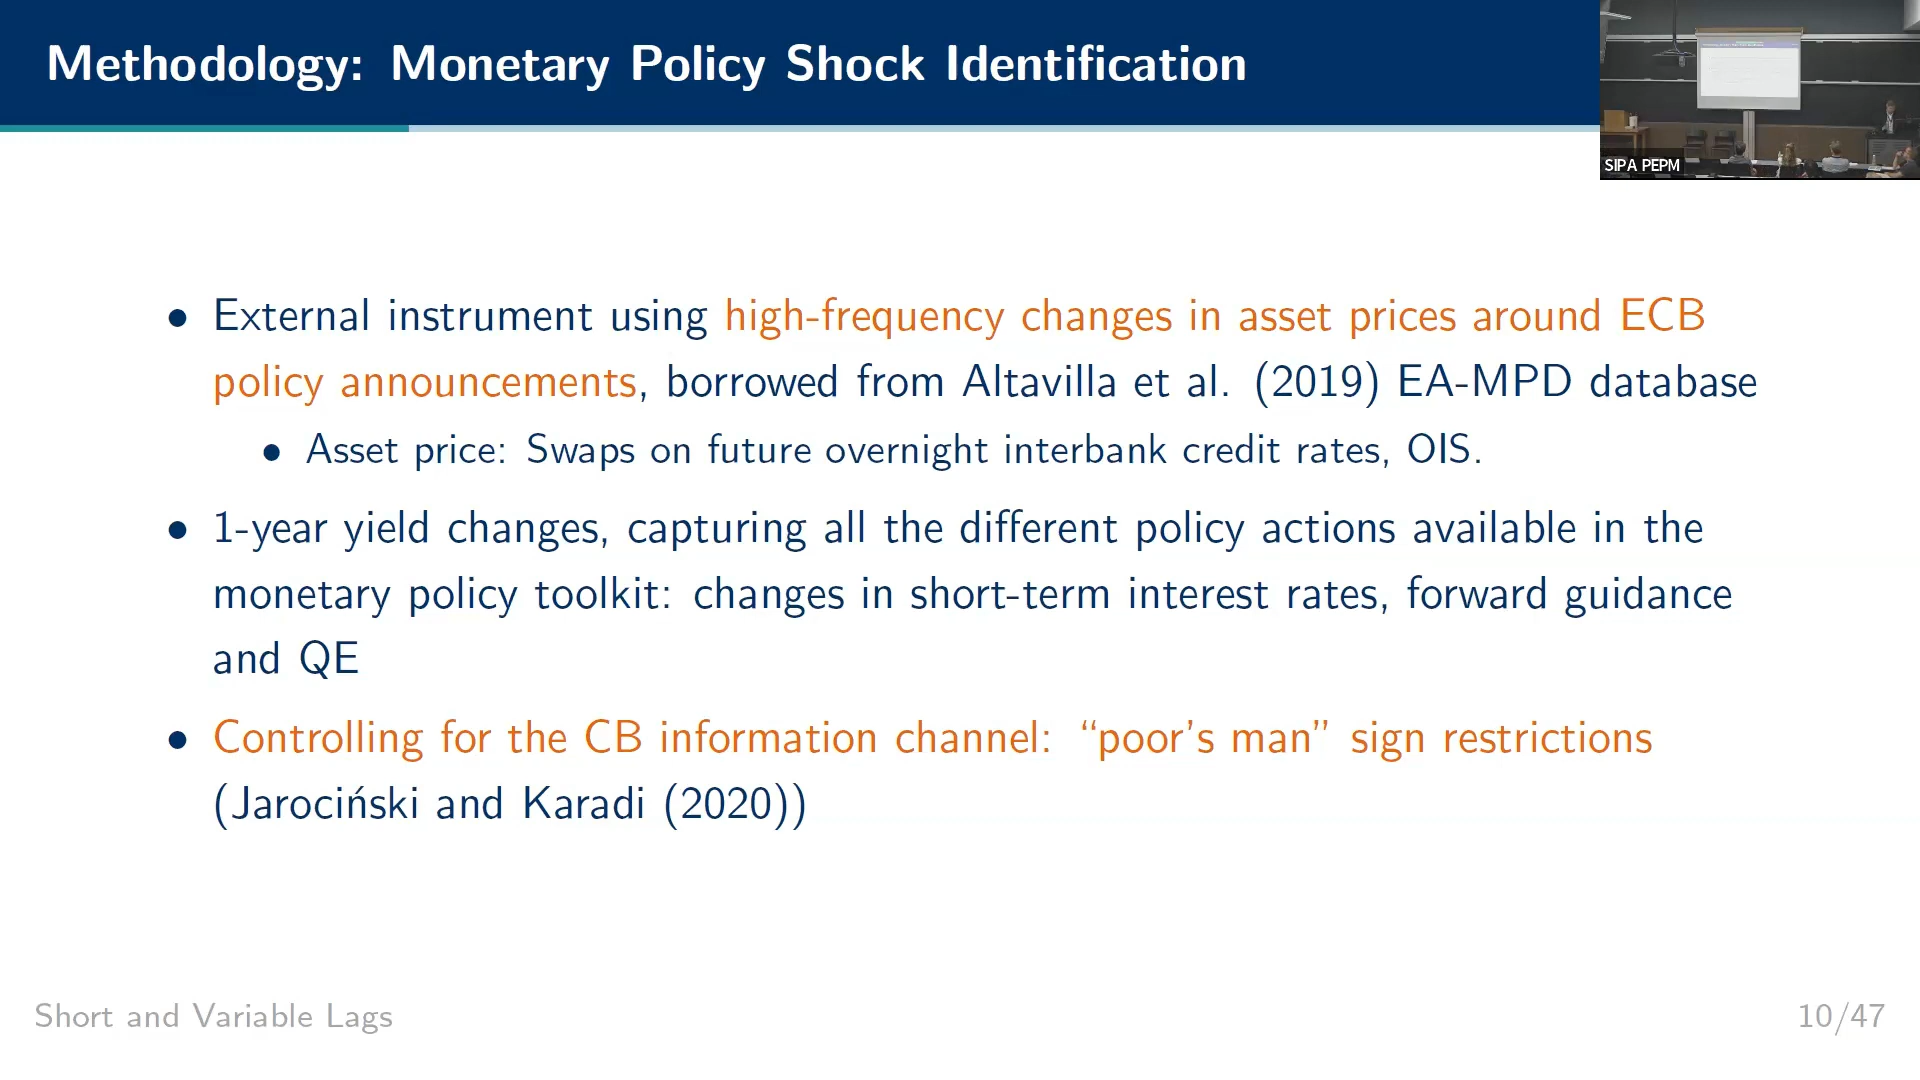 Methodology: Monetary Policy Shock Identification
SIPA PEPM
• External instrument using high-frequency changes in asset prices around ECB
policy announcements, borrowed from Altavilla et al. (2019) EA-MPD database
• Asset price: Swaps on future overnight interbank credit rates, OIS.
• 1-year yield changes, capturing all the different policy actions available in the
monetary policy toolkit: changes in short-term interest rates, forward guidance
and QE
• Controlling for the CB information channel: “poor’s man” sign restrictions
(Jarociński and Karadi (2020))
Short and Variable Lags
10/47